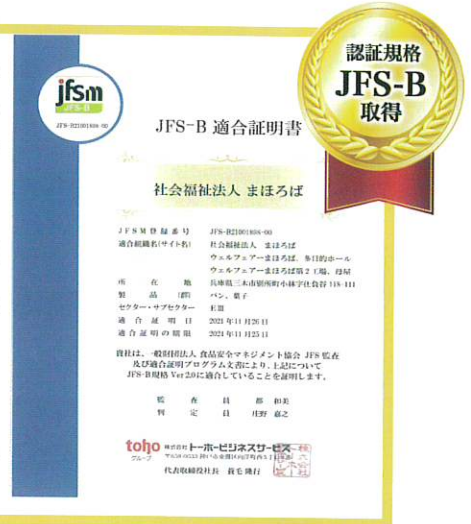 認証規格
JFS-B
取得
jfsm
JFS-B
JFS-B21001808-00
JFS-B 適合証明書
社会福祉法人 まほろば
JFSM登録番号 JFS-B21001808-00
適合組織名(サイト名) 社会福祉法人 まほろば
ウェルフェアーまほろば、多目的ホール
ウェルフェアーまほろば第2工場、母屋
所在地 兵庫県三木市別所町小林字辻良谷 718-111
製品(群) パン、菓子
セクター・サブセクター EⅢ
適合証明日 2021年11月26日
適合証明の期限 2024年11月25日
貴社は、一般財団法人 食品安全マネジメント協会 JFS 監査
及び適合証明プログラム文書により、上記について
JFS-B規格 Ver2.0に適合していることを証明します。
監査員 都 和美
判定員 庄野 嘉之
toho
グループ
株式会社 トーホービジネスサービス
代表取締役社長